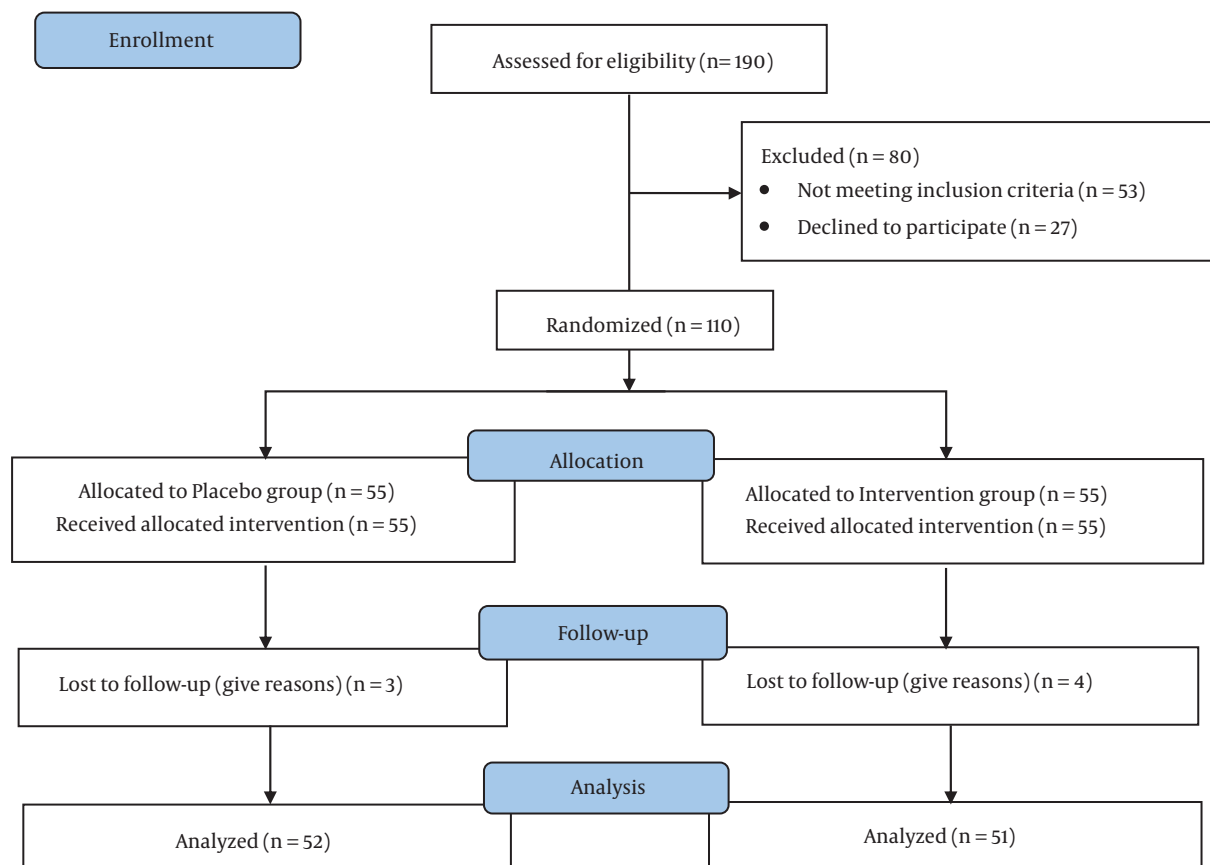 Enrollment
Assessed for eligibility (n= 190)
Excluded (n = 80)
• Not meeting inclusion criteria (n = 53)
• Declined to participate (n = 27)
Randomized (n = 110)
Allocation
Allocated to Placebo group (n = 55)
Received allocated intervention (n = 55)
Allocated to Intervention group (n = 55)
Received allocated intervention (n = 55)
Follow-up
Lost to follow-up (give reasons) (n = 3)
Lost to follow-up (give reasons) (n = 4)
Analysis
Analyzed (n = 52)
Analyzed (n = 51)